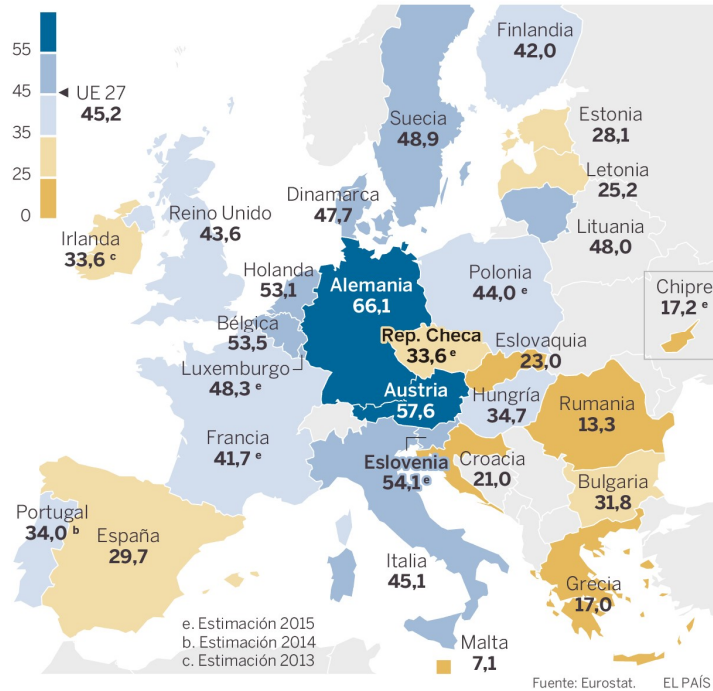 55
45
35
25
0
UE 27
45,2
Finlandia
42,0
Suecia
48,9
Estonia
28,1
Letonia
25,2
Lituania
48,0
Dinamarca
47,7
Reino Unido
43,6
Irlanda
33,6 c
Holanda
53,1
Alemania
66,1
Polonia
44,0 e
Chipre
17,2 e
Bélgica
53,5
Rep. Checa
33,6 e
Eslovaquia
23,0
Luxemburgo
48,3 e
Austria
57,6
Hungría
34,7
Rumania
13,3
Francia
41,7 e
Eslovenia
54,1 e
Croacia
21,0
Bulgaria
31,8
Portugal
34,0 b
España
29,7
Italia
45,1
Grecia
17,0
Malta
7,1
e. Estimación 2015
b. Estimación 2014
c. Estimación 2013
Fuente: Eurostat. EL PAÍS